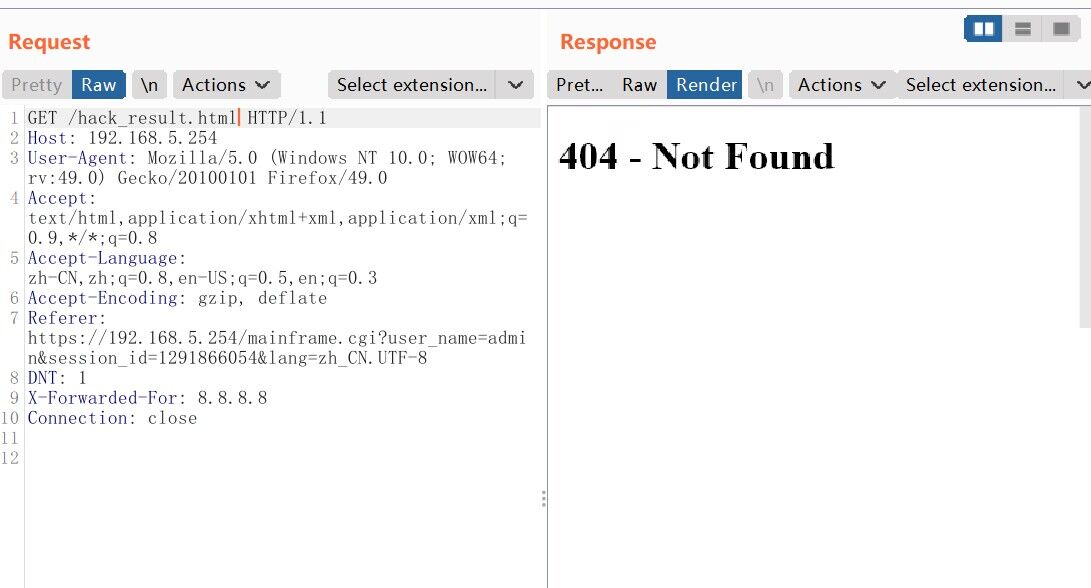 Request
Pretty Raw \n Actions Select extension...
1 GET /hack_result.html HTTP/1.1
2 Host: 192.168.5.254
3 User-Agent: Mozilla/5.0 (Windows NT 10.0; WOW64;
rv:49.0) Gecko/20100101 Firefox/49.0
4 Accept:
text/html,application/xhtml+xml,application/xml;q=
0.9,*/*;q=0.8
5 Accept-Language:
zh-CN,zh;q=0.8,en-US;q=0.5,en;q=0.3
6 Accept-Encoding: gzip, deflate
7 Referer:
https://192.168.5.254/mainframe.cgi?user_name=admi
n&session_id=1291866054&lang=zh_CN.UTF-8
8 DNT: 1
9 X-Forwarded-For: 8.8.8.8
10 Connection: close
11
12
Response
Pret... Raw Render \n Actions Select extension...
404 - Not Found